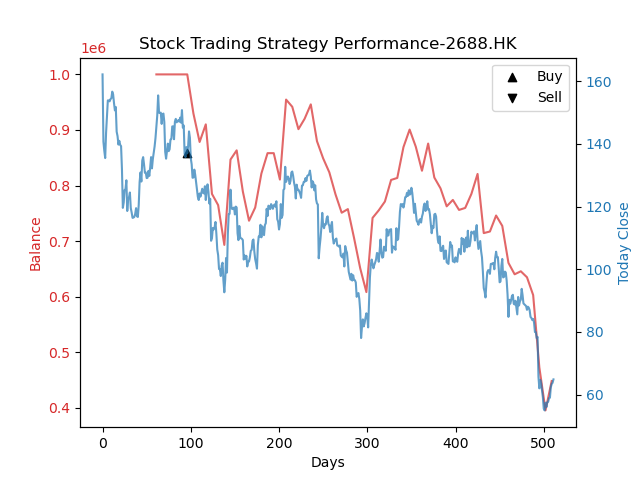 Stock Trading Strategy Performance-2688.HK
1e6
1.0
0.9
0.8
0.7
0.6
0.5
0.4
Balance
160
140
120
100
80
60
Today Close
0
100
200
300
400
500
Days
Buy
Sell